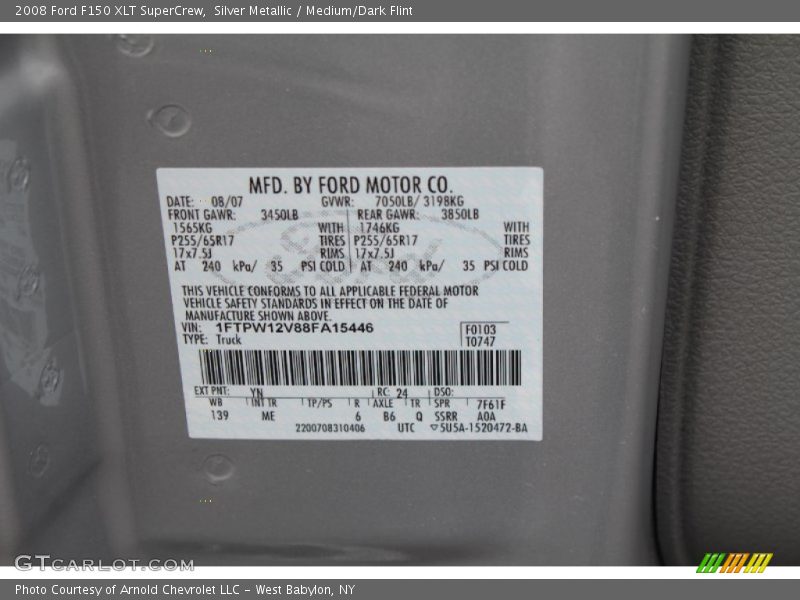 2008 Ford F150 XLT SuperCrew,  Silver Metallic / Medium/Dark Flint
MFD. BY FORD MOTOR CO.
DATE: 08/07 GVWR: 7050LB/ 3198KG
FRONT GAWR: 3450LB REAR GAWR: 3850LB
1565KG WITH 1746KG WITH
P255/65R17 TIRES P255/65R17 TIRES
17x7.5J RIMS 17x7.5J RIMS
AT 240 kPa/ 35 PSI COLD AT 240 kPa/ 35 PSI COLD
THIS VEHICLE CONFORMS TO ALL APPLICABLE FEDERAL MOTOR
VEHICLE SAFETY STANDARDS IN EFFECT ON THE DATE OF
MANUFACTURE SHOWN ABOVE.
VIN: 1FTPW12V88FA15446 F0103
TYPE: Truck T0747
EXT PNT: YN RC: 24 DSO:
WB INT TR TP/PS R AXLE TR SPR 7F61F
139 ME 6 B6 Q SSRR A0A
2200708310406 UTC ▽5U5A-1520472-BA
Ford
GTCARLOT.COM
Photo Courtesy of Arnold Chevrolet LLC - West Babylon, NY